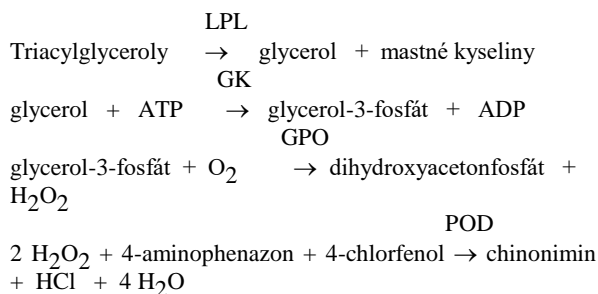 LPL
Triacylglyceroly → glycerol + mastné kyseliny
GK
glycerol + ATP → glycerol-3-fosfát + ADP
GPO
glycerol-3-fosfát + O₂ → dihydroxyacetonfosfát +
H₂O₂
POD
2 H₂O₂ + 4-aminophenazon + 4-chlorfenol → chinonimin
+ HCl + 4 H₂O